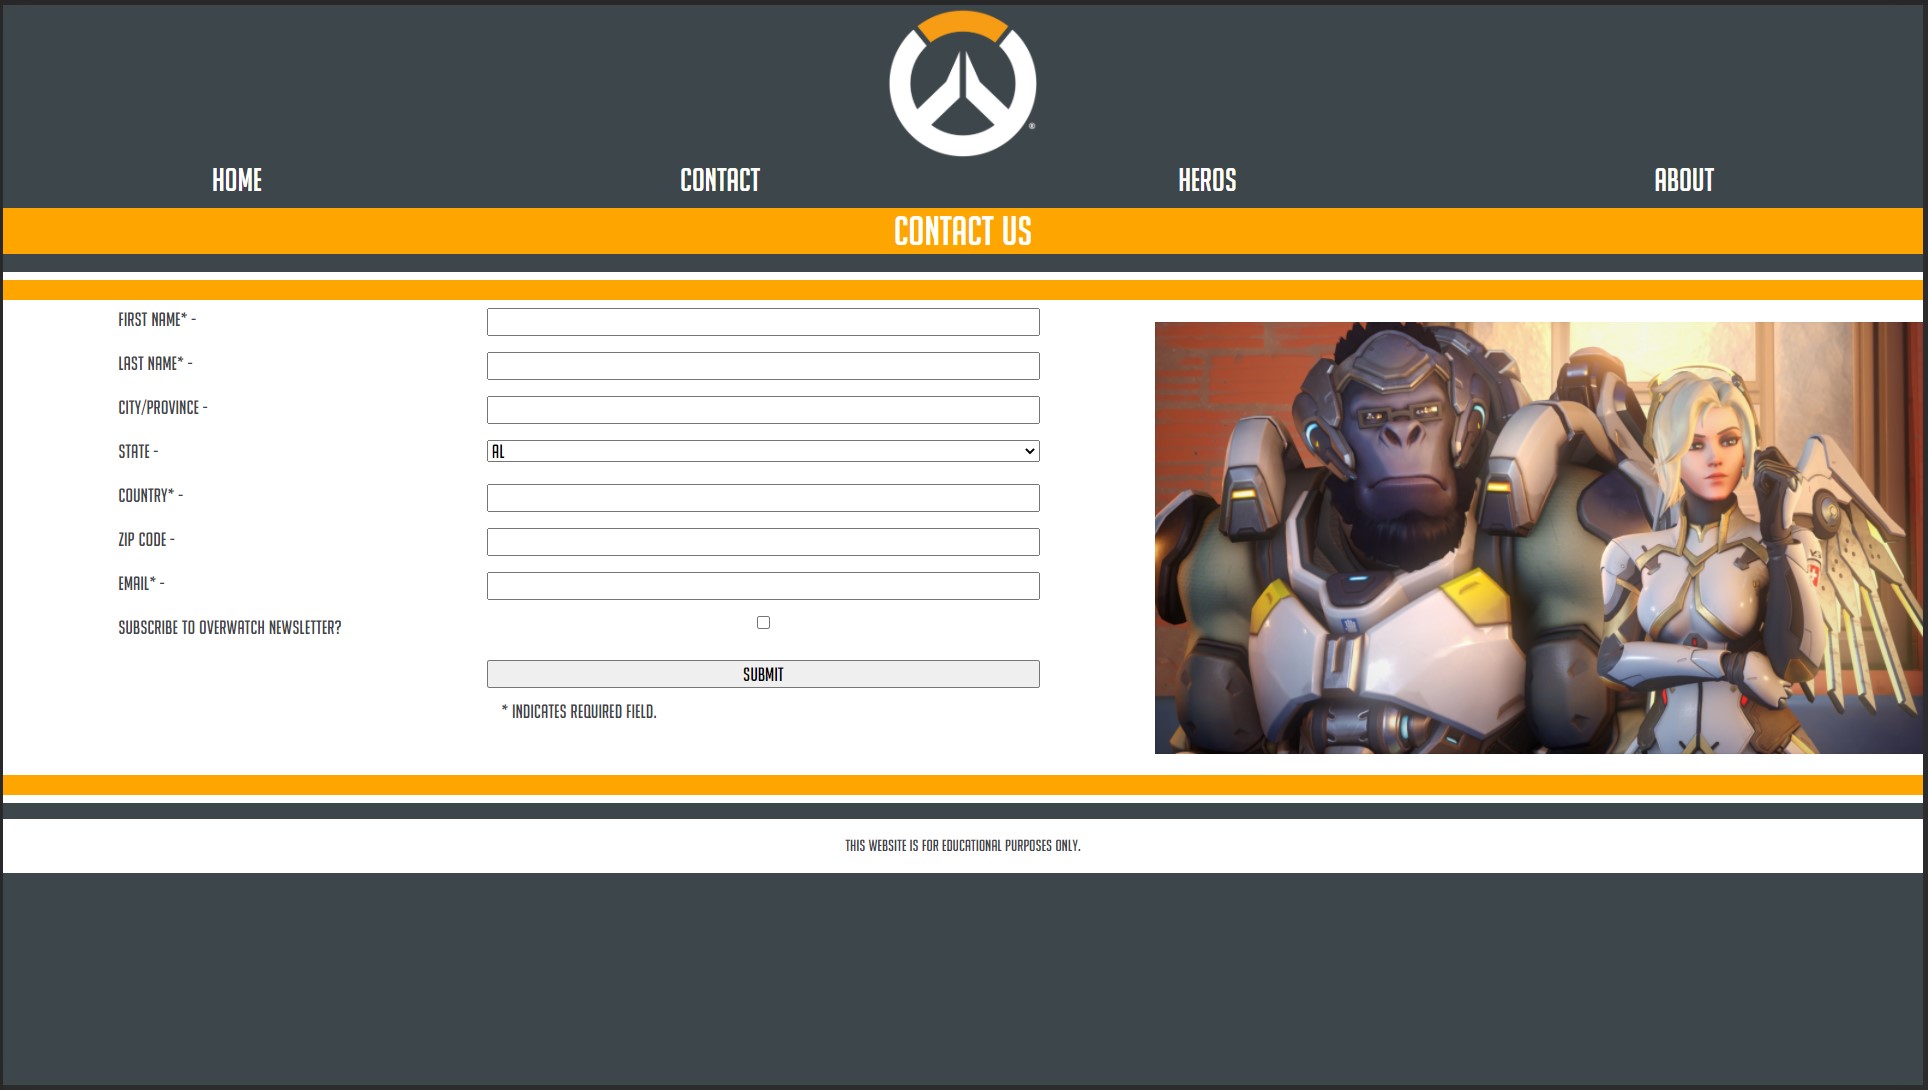 HOME CONTACT HEROS ABOUT
CONTACT US
FIRST NAME* -
LAST NAME* -
CITY/PROVINCE -
STATE - AL
COUNTRY* -
ZIP CODE -
EMAIL* -
SUBSCRIBE TO OVERWATCH NEWSLETTER?
SUBMIT
* INDICATES REQUIRED FIELD.
THIS WEBSITE IS FOR EDUCATIONAL PURPOSES ONLY.